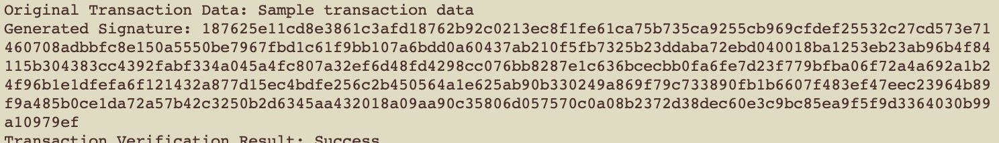 Original Transaction Data: Sample transaction data
Generated Signature: 187625e11cd8e3861c3afd18762b92c0213ec8f1fe61ca75b735ca9255cb969cfdef25532c27cd573e71
460708adbbfc8e150a5550be7967fbd1c61f9bb107a6bdd0a60437ab210f5fb7325b23ddaba72ebd040018ba1253eb23ab96b4f84
115b304383cc4392fabf334a045a4fc807a32ef6d48fd4298cc076bb8287e1c636bcecbb0fa6fe7d23f779bfba06f72a4a692a1b2
4f96b1e1dfefa6f121432a877d15ec4bdfe256c2b450564a1e625ab90b330249a869f79c733890fb1b6607f483ef47eec23964b89
f9a485b0ce1da72a57b42c3250b2d6345aa432018a09aa90c35806d057570c0a08b2372d38dec60e3c9bc85ea9f5f9d3364030b99
a10979ef
Transaction Verification Result: Success